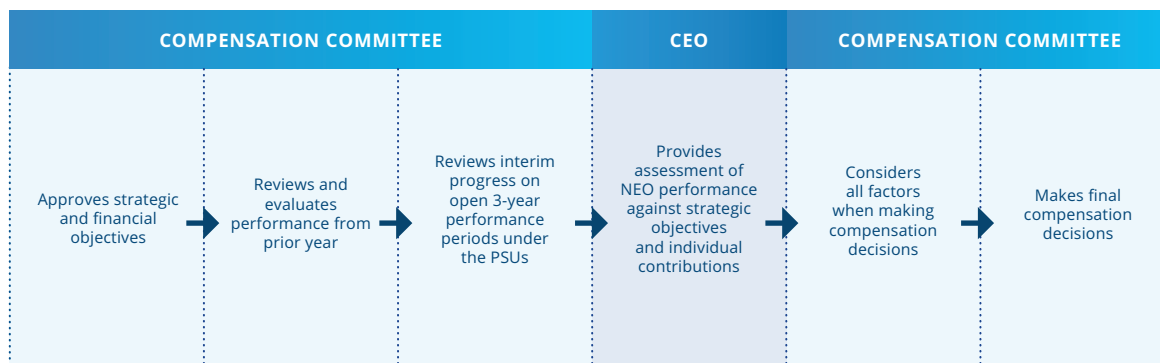 COMPENSATION COMMITTEE
CEO
COMPENSATION COMMITTEE
Approves strategic
and financial
objectives
Reviews and
evaluates
performance from
prior year
Reviews interim
progress on
open 3-year
performance
periods under
the PSUs
Provides
assessment of
NEO performance
against strategic
objectives
and individual
contributions
Considers
all factors
when making
compensation
decisions
Makes final
compensation
decisions